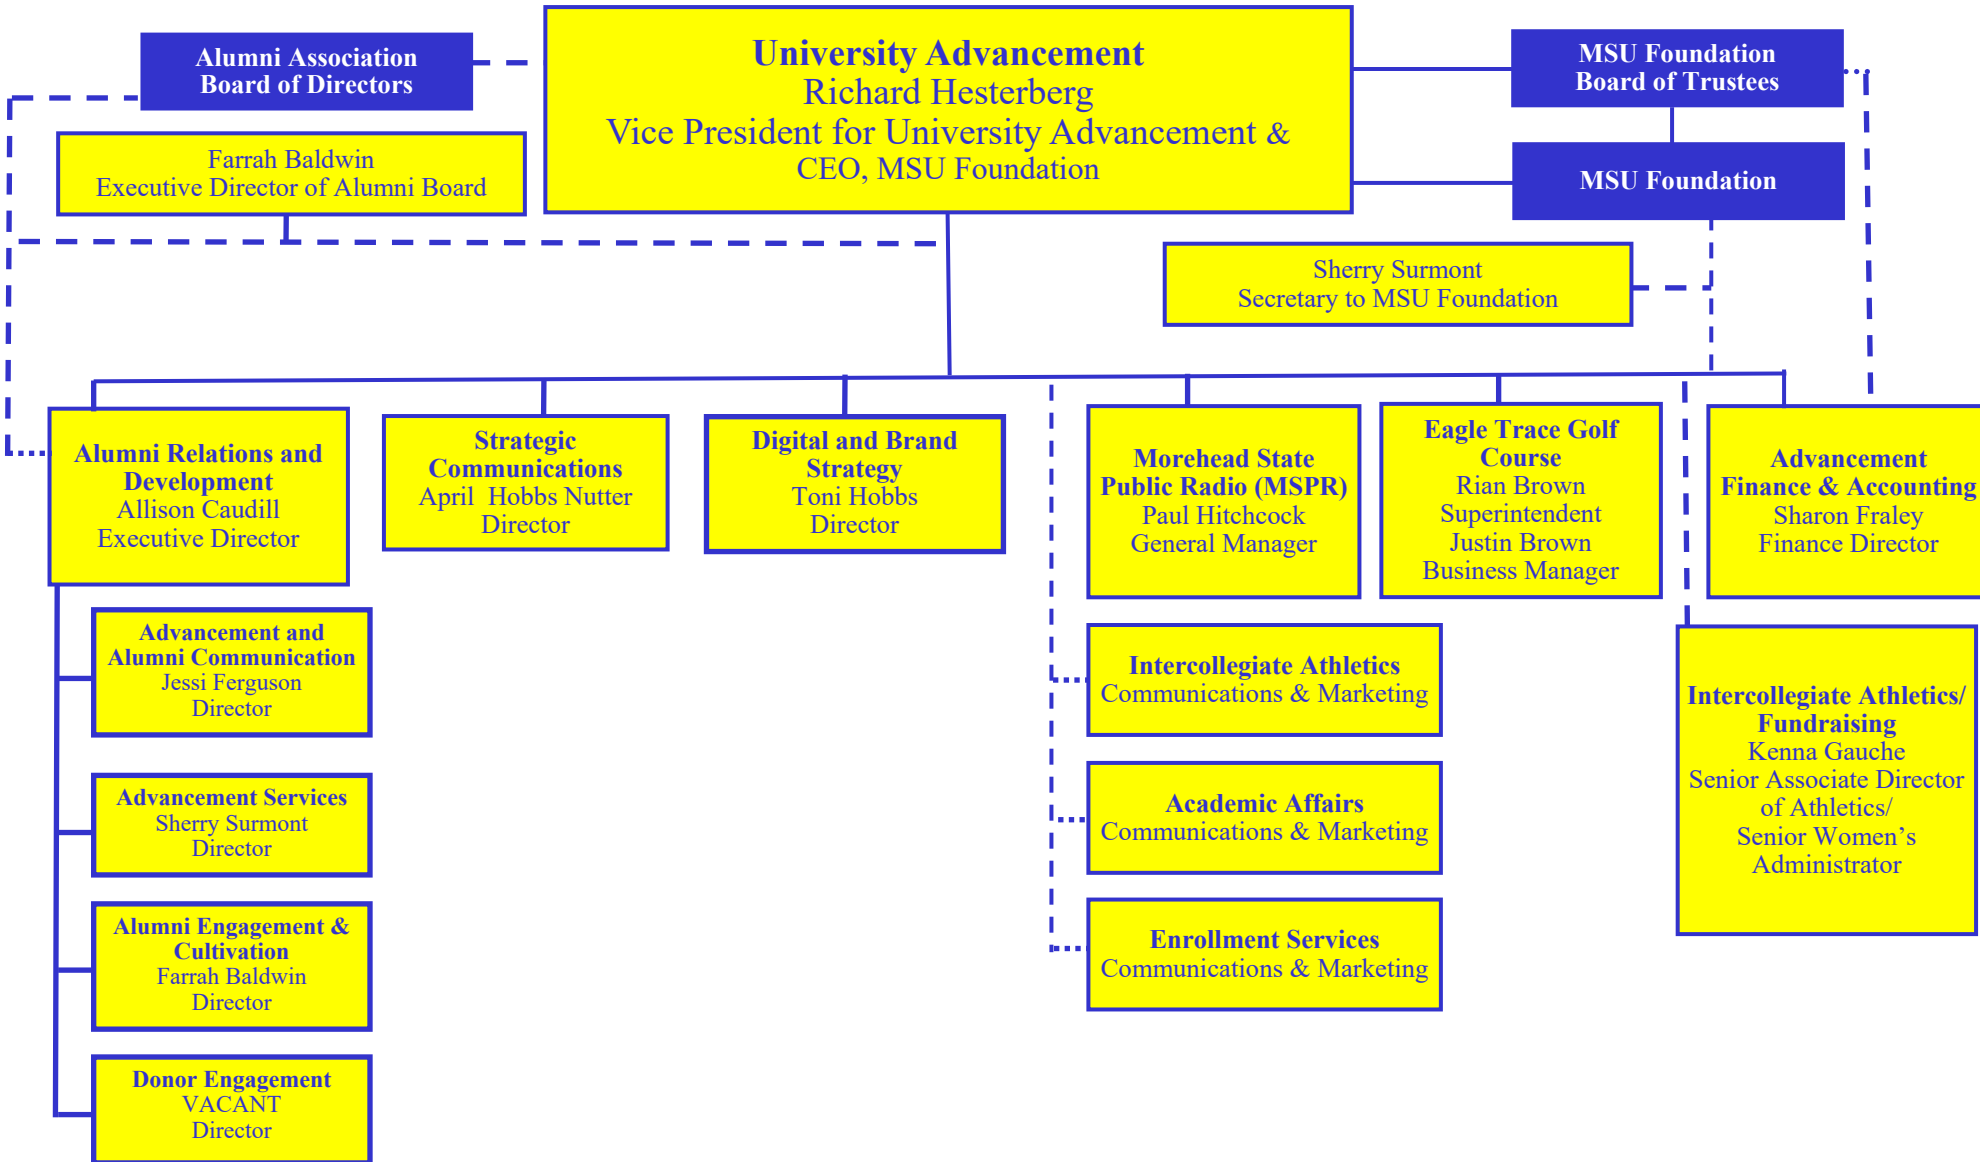 Alumni Association
Board of Directors
University Advancement
Richard Hesterberg
Vice President for University Advancement &
CEO, MSU Foundation
MSU Foundation
Board of Trustees
Farrah Baldwin
Executive Director of Alumni Board
MSU Foundation
Sherry Surmont
Secretary to MSU Foundation
Alumni Relations and
Development
Allison Caudill
Executive Director
Strategic
Communications
April Hobbs Nutter
Director
Digital and Brand
Strategy
Toni Hobbs
Director
Morehead State
Public Radio (MSPR)
Paul Hitchcock
General Manager
Eagle Trace Golf
Course
Rian Brown
Superintendent
Justin Brown
Business Manager
Advancement
Finance & Accounting
Sharon Fraley
Finance Director
Advancement and
Alumni Communication
Jessi Ferguson
Director
Advancement Services
Sherry Surmont
Director
Alumni Engagement &
Cultivation
Farrah Baldwin
Director
Donor Engagement
VACANT
Director
Intercollegiate Athletics
Communications & Marketing
Academic Affairs
Communications & Marketing
Enrollment Services
Communications & Marketing
Intercollegiate Athletics/
Fundraising
Kenna Gauche
Senior Associate Director
of Athletics/
Senior Women's
Administrator